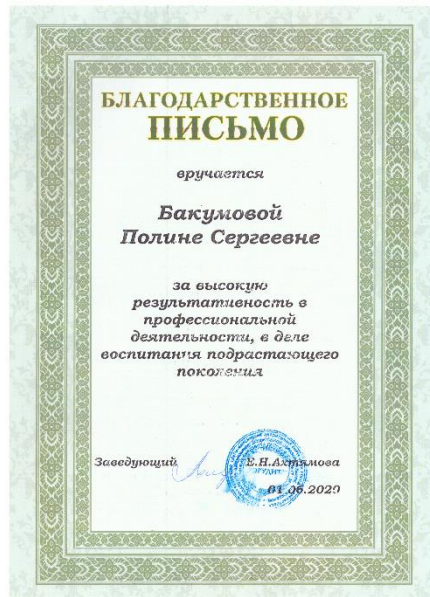 БЛАГОДАРСТВЕННОЕ
ПИСЬМО
вручается
Бакумовой
Полине Сергеевне
за высокую
результативность в
профессиональной
деятельности, в деле
воспитания подрастающего
поколения
Заведующий Е.Н.Ахтямова
01.06.2020